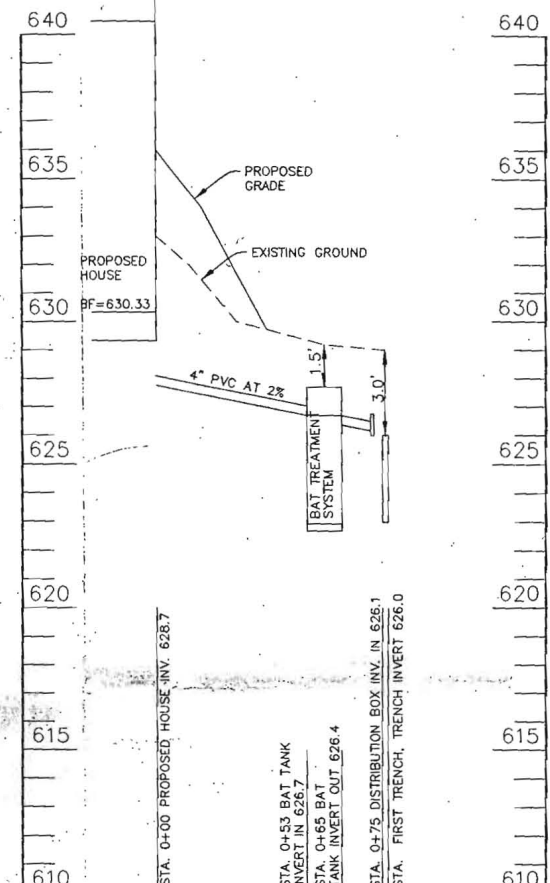 640
640
635
635
PROPOSED
GRADE
EXISTING GROUND
PROPOSED
HOUSE
BF=630.33
630
630
1.5'
4" PVC AT 2%
3.0'
BAT TREATMENT
SYSTEM
625
625
620
620
STA. 0+00 PROPOSED HOUSE INV. 628.7
STA. 0+53 BAT TANK
INVERT IN 626.7
STA. 0+65 BAT
TANK INVERT OUT 626.4
STA. 0+75 DISTRIBUTION BOX INV. IN 626.1
STA. FIRST TRENCH, TRENCH INVERT 626.0
615
615
610
610